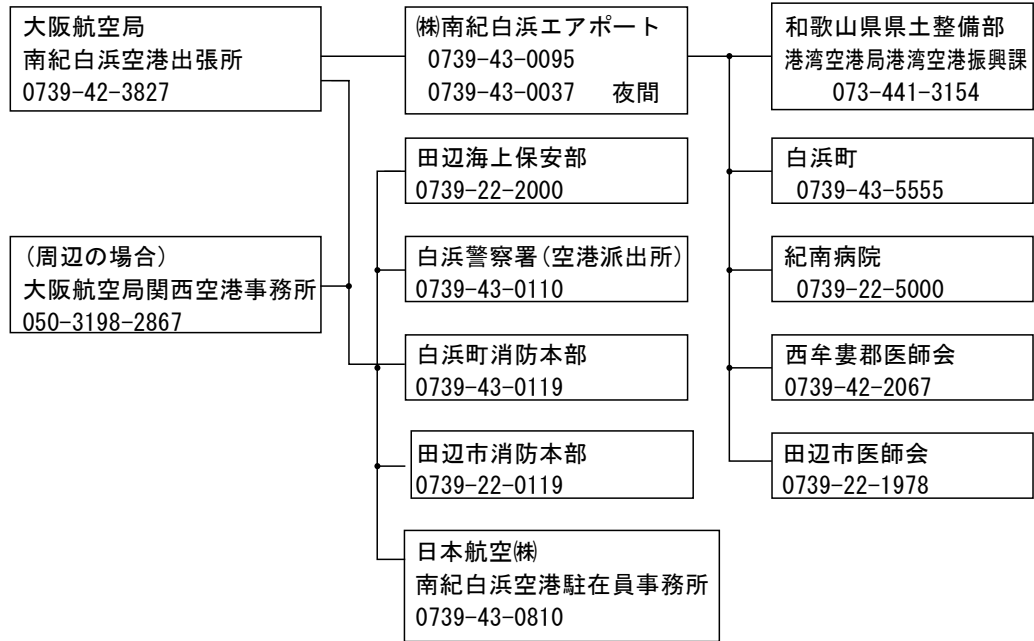 大阪航空局
南紀白浜空港出張所
0739-42-3827
(周辺の場合)
大阪航空局関西空港事務所
050-3198-2867
㈱南紀白浜エアポート
0739-43-0095
0739-43-0037 夜間
田辺海上保安部
0739-22-2000
白浜警察署(空港派出所)
0739-43-0110
白浜町消防本部
0739-43-0119
田辺市消防本部
0739-22-0119
日本航空㈱
南紀白浜空港駐在員事務所
0739-43-0810
和歌山県県土整備部
港湾空港局港湾空港振興課
073-441-3154
白浜町
0739-43-5555
紀南病院
0739-22-5000
西牟婁郡医師会
0739-42-2067
田辺市医師会
0739-22-1978